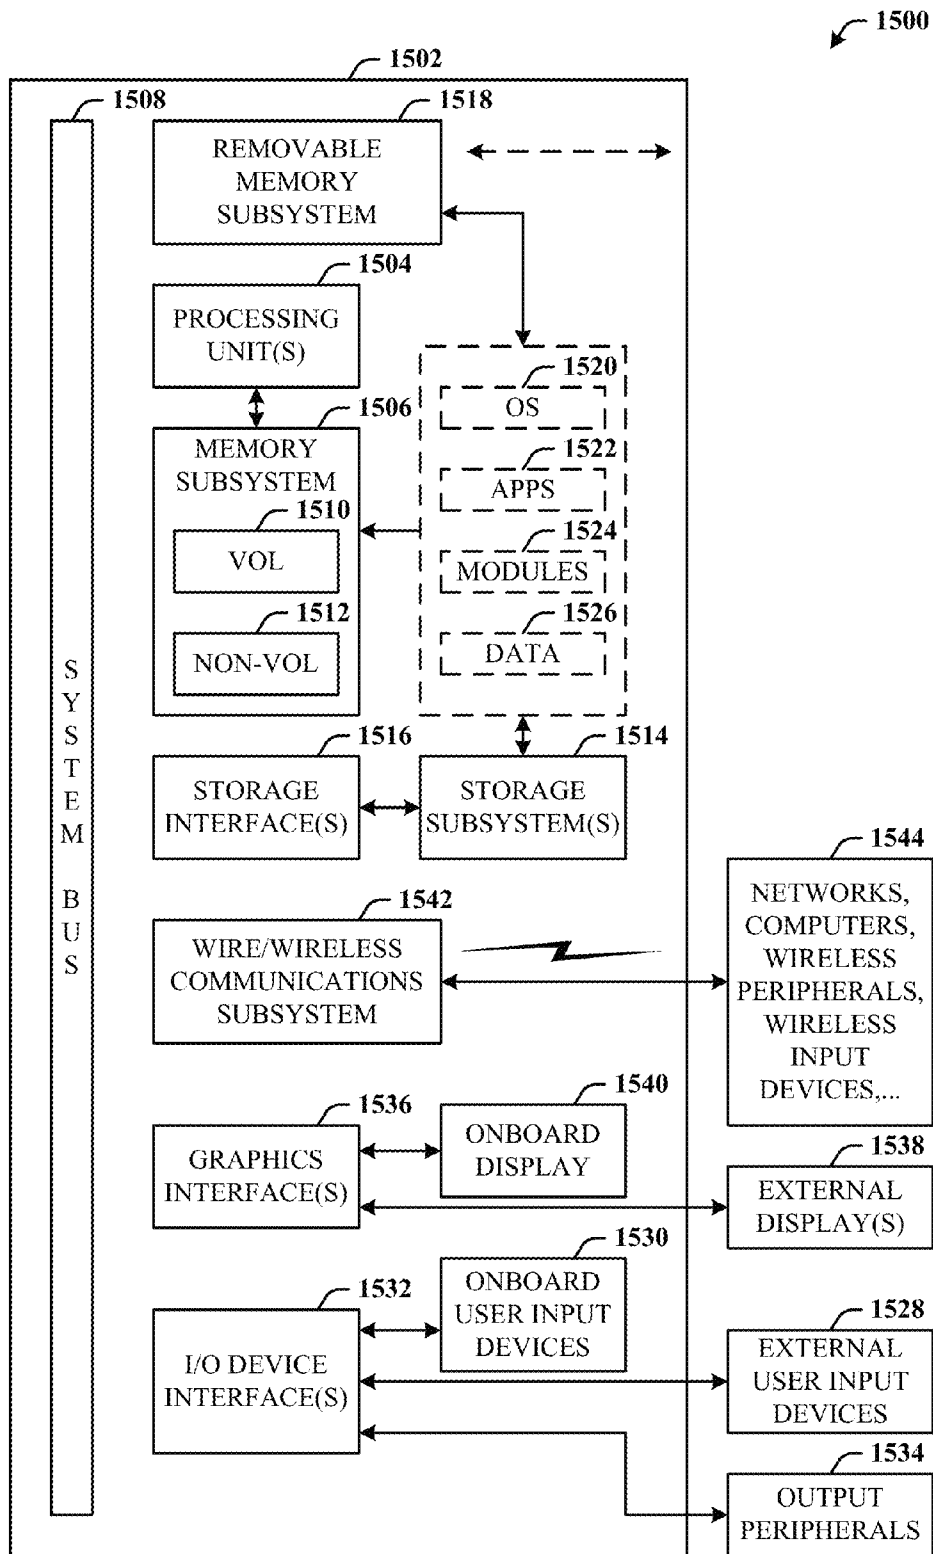 1500
1502
1508
SYSTEM BUS
1518
REMOVABLE
MEMORY
SUBSYSTEM
1504
PROCESSING
UNIT(S)
1506
MEMORY
SUBSYSTEM
1510
VOL
1512
NON-VOL
1520
OS
1522
APPS
1524
MODULES
1526
DATA
1516
STORAGE
INTERFACE(S)
1514
STORAGE
SUBSYSTEM(S)
1542
WIRE/WIRELESS
COMMUNICATIONS
SUBSYSTEM
1544
NETWORKS,
COMPUTERS,
WIRELESS
PERIPHERALS,
WIRELESS
INPUT
DEVICES,...
1536
GRAPHICS
INTERFACE(S)
1540
ONBOARD
DISPLAY
1538
EXTERNAL
DISPLAY(S)
1532
I/O DEVICE
INTERFACE(S)
1530
ONBOARD
USER INPUT
DEVICES
1528
EXTERNAL
USER INPUT
DEVICES
1534
OUTPUT
PERIPHERALS